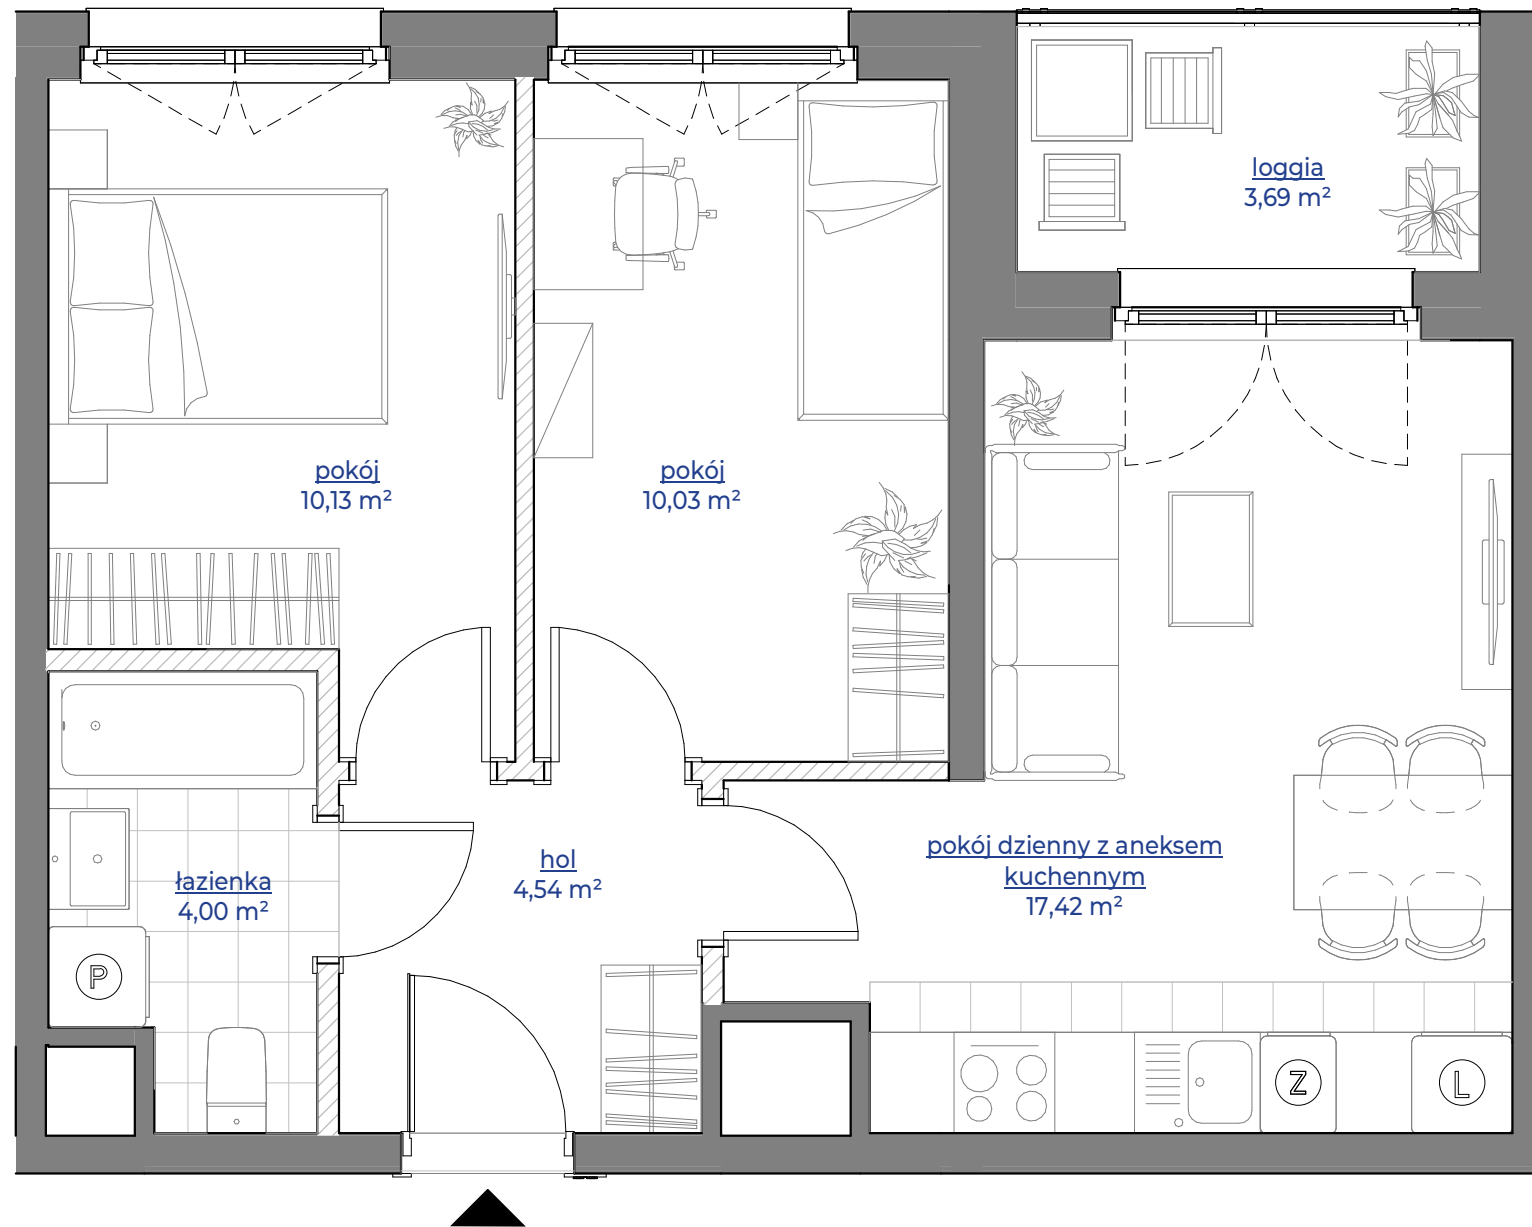 loggia
3,69 m²
pokój
10,13 m²
pokój
10,03 m²
pokój dzienny z aneksem
kuchennym
17,42 m²
hol
4,54 m²
łazienka
4,00 m²
P
Z
L